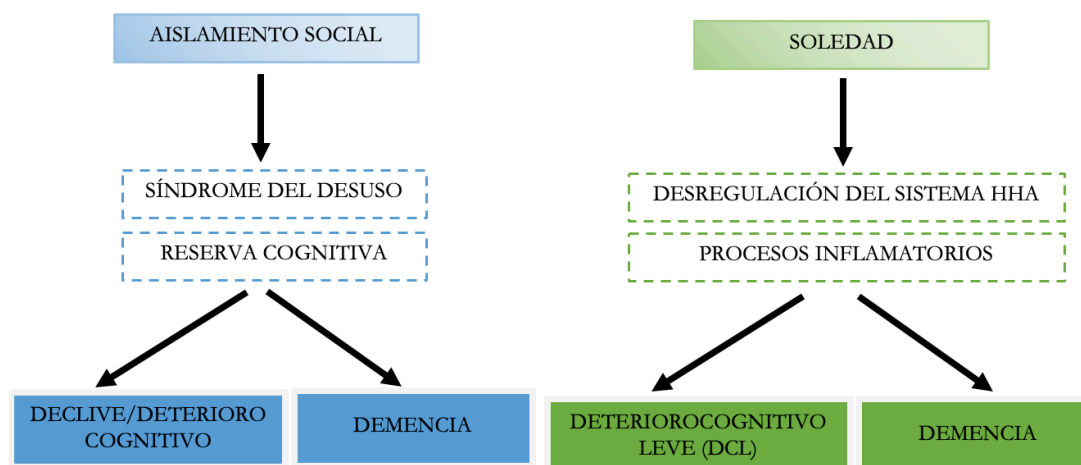 AISLAMIENTO SOCIAL
SOLEDAD
SÍNDROME DEL DESUSO
RESERVA COGNITIVA
DESREGULACIÓN DEL SISTEMA HHA
PROCESOS INFLAMATORIOS
DECLIVE/DETERIORO
COGNITIVO
DEMENCIA
DETERIOROCOGNITIVO
LEVE (DCL)
DEMENCIA